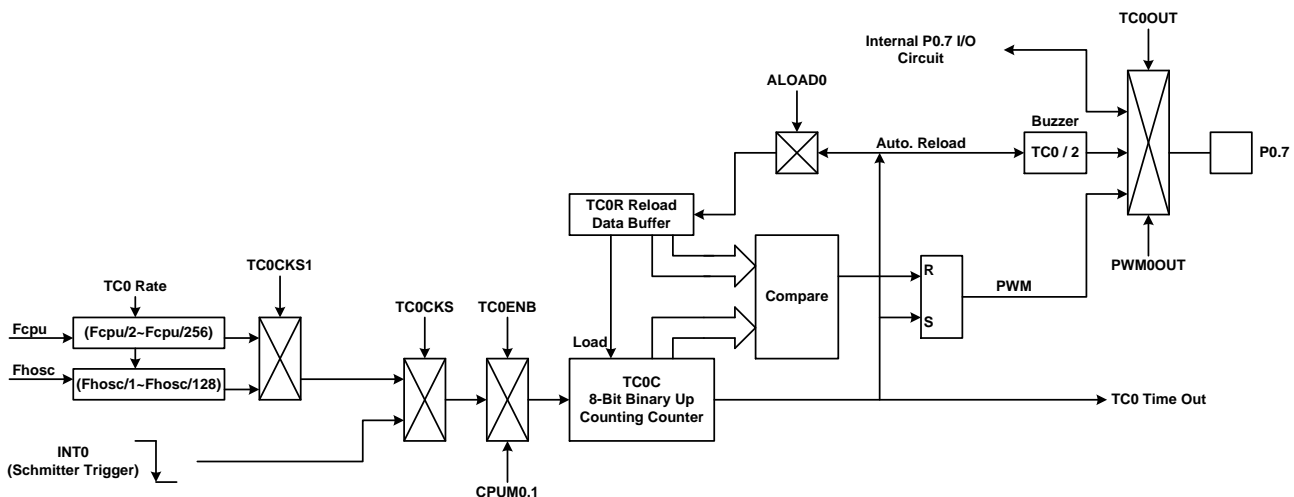 TC0OUT
Internal P0.7 I/O
Circuit
ALOAD0
Buzzer
Auto. Reload
TC0 / 2
P0.7
TC0R Reload
Data Buffer
TC0CKS1
PWM0OUT
TC0 Rate
R
Compare
PWM
TC0CKS
TC0ENB
Fcpu
(Fcpu/2~Fcpu/256)
S
Load
Fhosc
(Fhosc/1~Fhosc/128)
TC0C
8-Bit Binary Up
Counting Counter
TC0 Time Out
INT0
(Schmitter Trigger)
CPUM0,1